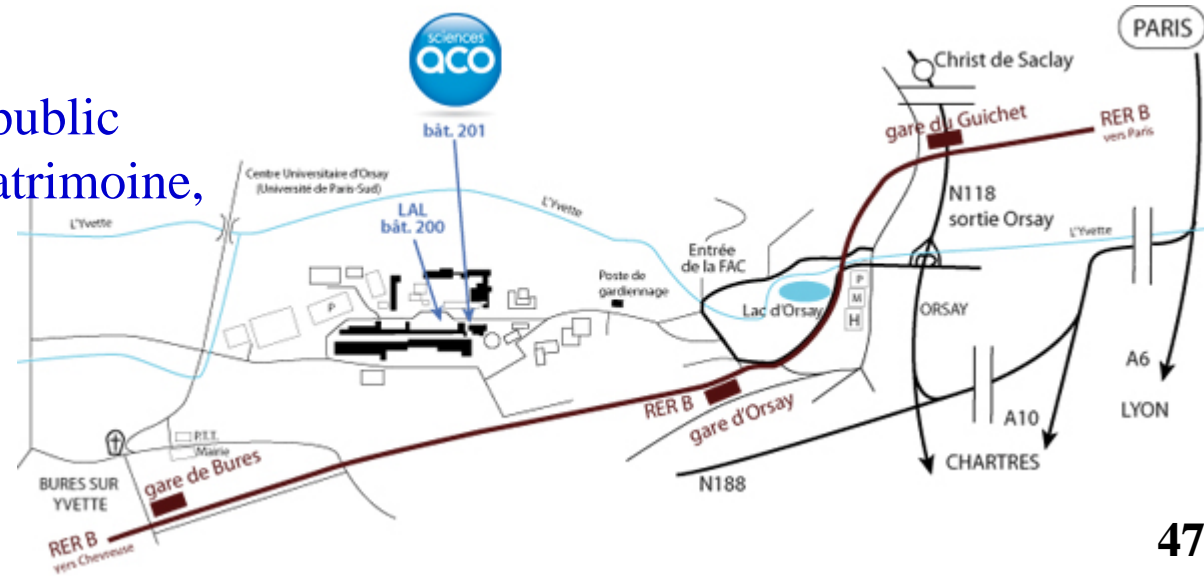 sciences
aco
bât. 201
public
atrimoine,
Centre Universitaire d'Orsay
(Université de Paris-Sud)
L'Yvette
LAL
bât. 200
L'Yvette
P
Poste de
gardiennage
Entrée
de la FAC
Lac d'Orsay
P
M
H
PARIS
Christ de Saclay
gare du Guichet
RER B
vers Paris
N118
sortie Orsay
L'Yvette
ORSAY
A6
LYON
A10
CHARTRES
N188
RER B
gare d'Orsay
P.T.T.
Mairie
gare de Bures
BURES SUR
YVETTE
RER B
vers Chevreuse
47